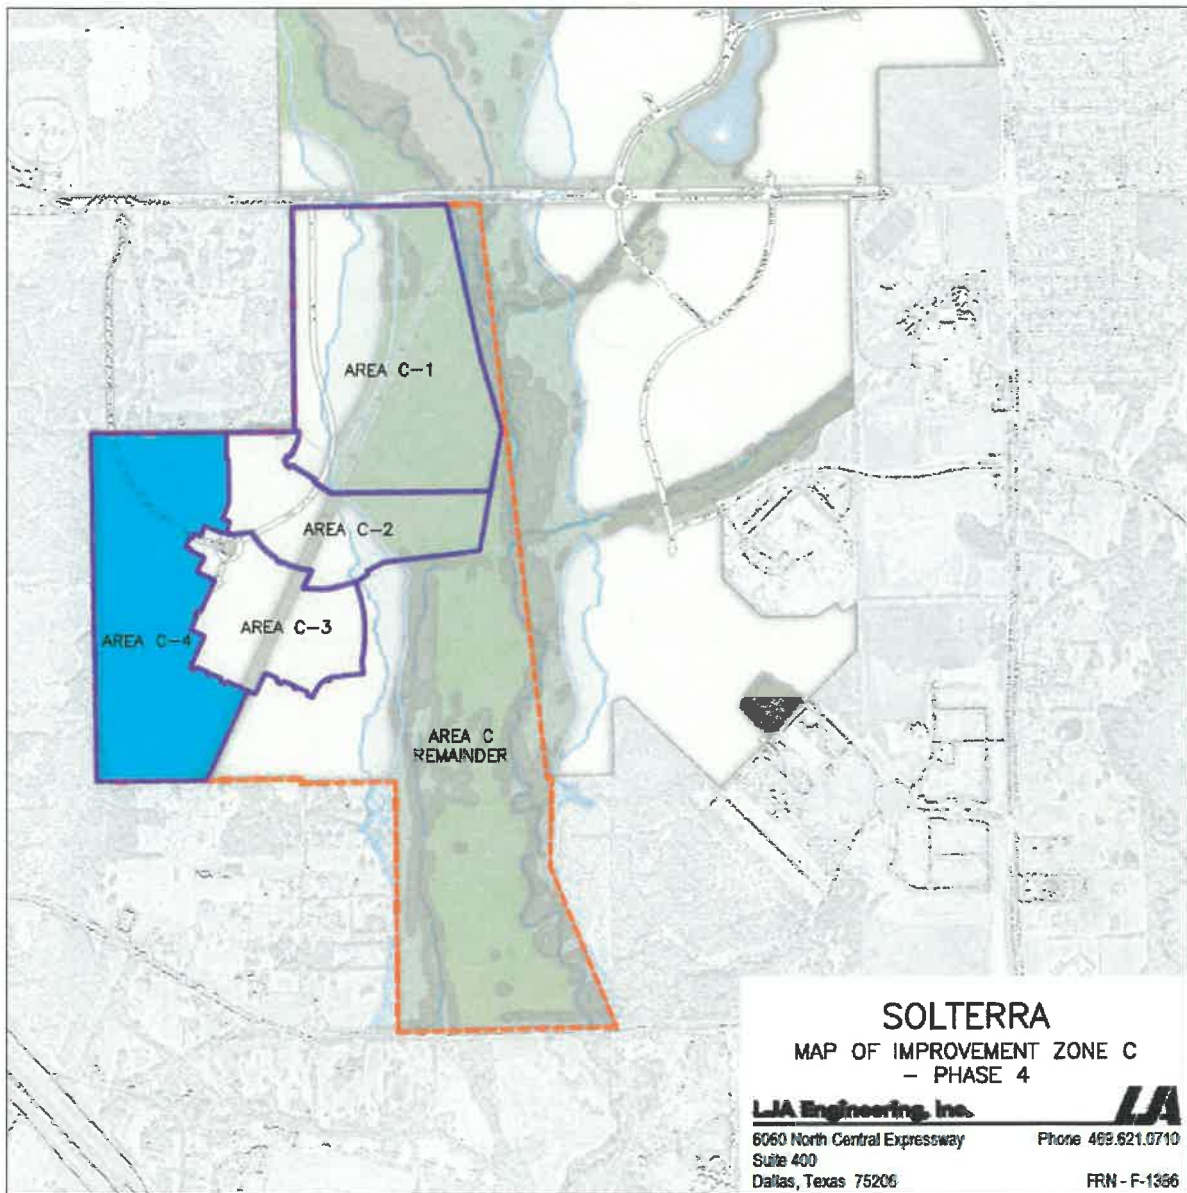 AREA C-1
AREA C-2
AREA C-3
AREA C-4
AREA C
REMAINDER
SOLTERRA
MAP OF IMPROVEMENT ZONE C
- PHASE 4
LJA Engineering, Inc.
LJA
6060 North Central Expressway
Phone 469.621.0710
Suite 400
Dallas, Texas 75206
FRN - F-1386